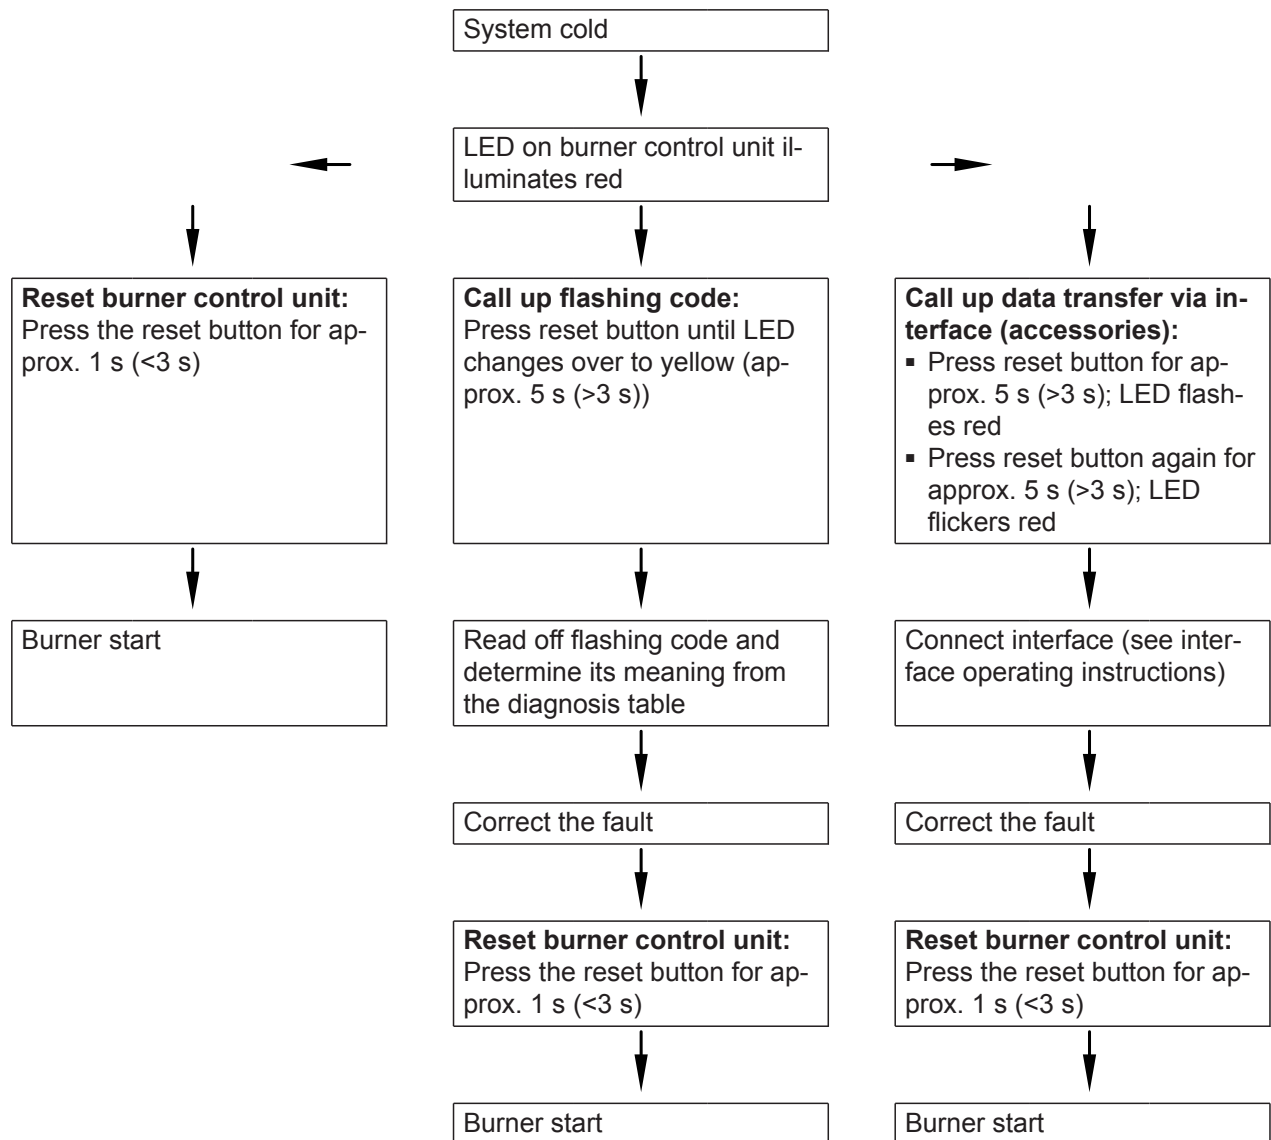 System cold
LED on burner control unit il-
luminates red
Reset burner control unit:
Press the reset button for ap-
prox. 1 s (<3 s)
Call up flashing code:
Press reset button until LED
changes over to yellow (ap-
prox. 5 s (>3 s))
Call up data transfer via in-
terface (accessories):
▪ Press reset button for ap-
prox. 5 s (>3 s); LED flash-
es red
▪ Press reset button again for
approx. 5 s (>3 s); LED
flickers red
Burner start
Read off flashing code and
determine its meaning from
the diagnosis table
Connect interface (see inter-
face operating instructions)
Correct the fault
Correct the fault
Reset burner control unit:
Press the reset button for ap-
prox. 1 s (<3 s)
Reset burner control unit:
Press the reset button for ap-
prox. 1 s (<3 s)
Burner start
Burner start